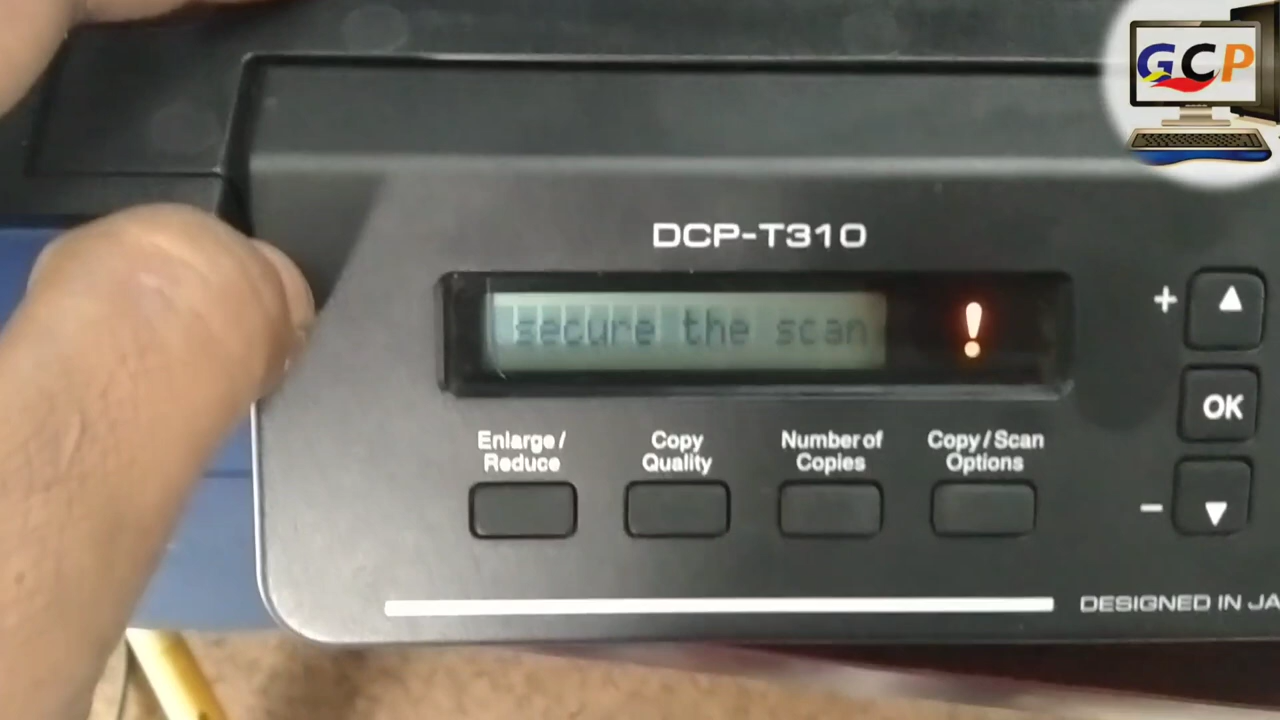 GCP
DCP-T310
secure the scan
!
+
OK
Enlarge/
Reduce
Copy
Quality
Number of
Copies
Copy/Scan
Options
−
DESIGNED IN JA